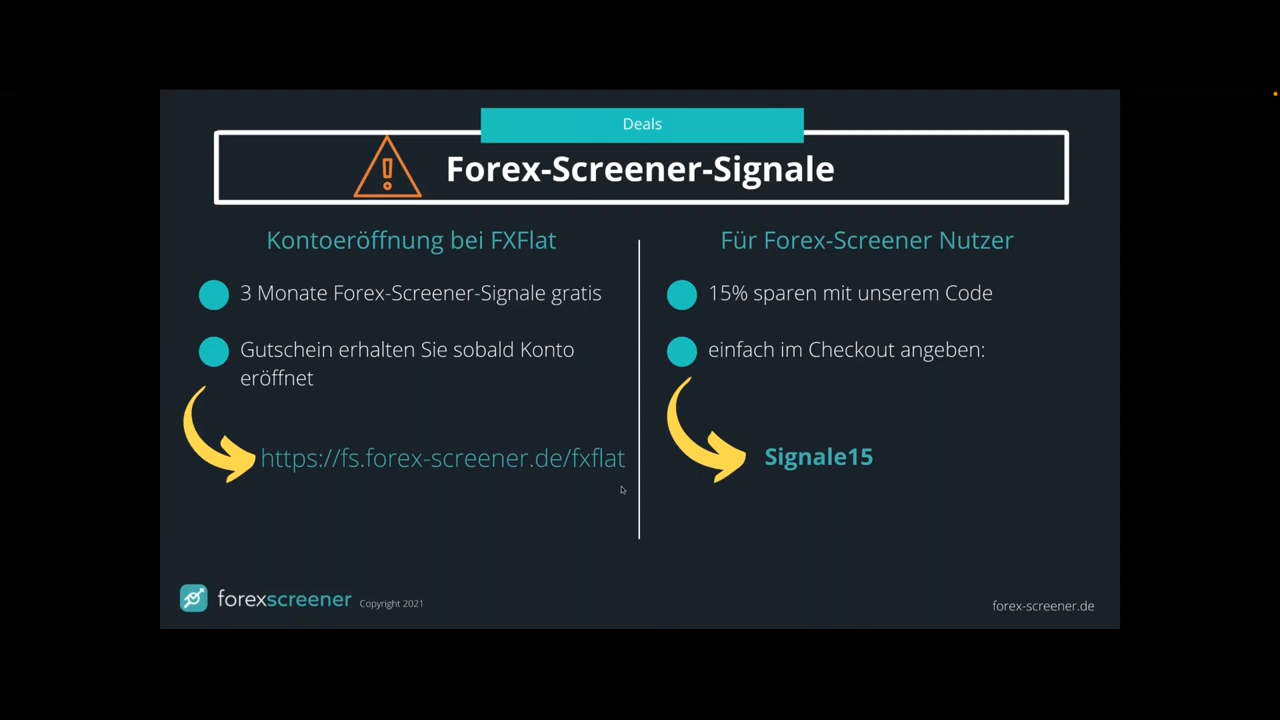 Deals
Forex-Screener-Signale
Kontoeröffnung bei FXFlat
3 Monate Forex-Screener-Signale gratis
Gutschein erhalten Sie sobald Konto
eröffnet
https://fs.forex-screener.de/fxflat
Für Forex-Screener Nutzer
15% sparen mit unserem Code
einfach im Checkout angeben:
Signale15
forexscreener Copyright 2021
forex-screener.de